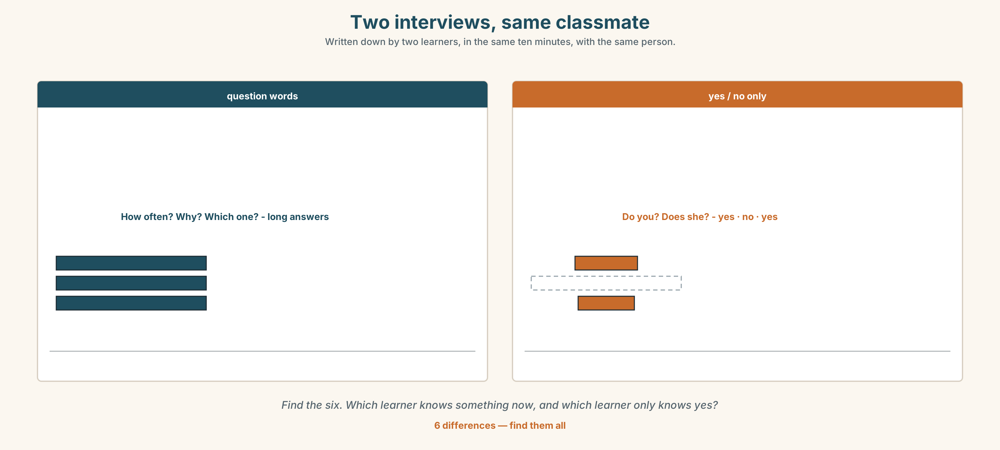 Two interviews, same classmate
Written down by two learners, in the same ten minutes, with the same person.
question words
How often? Why? Which one? - long answers
yes / no only
Do you? Does she? - yes · no · yes
Find the six. Which learner knows something now, and which learner only knows yes?
6 differences — find them all